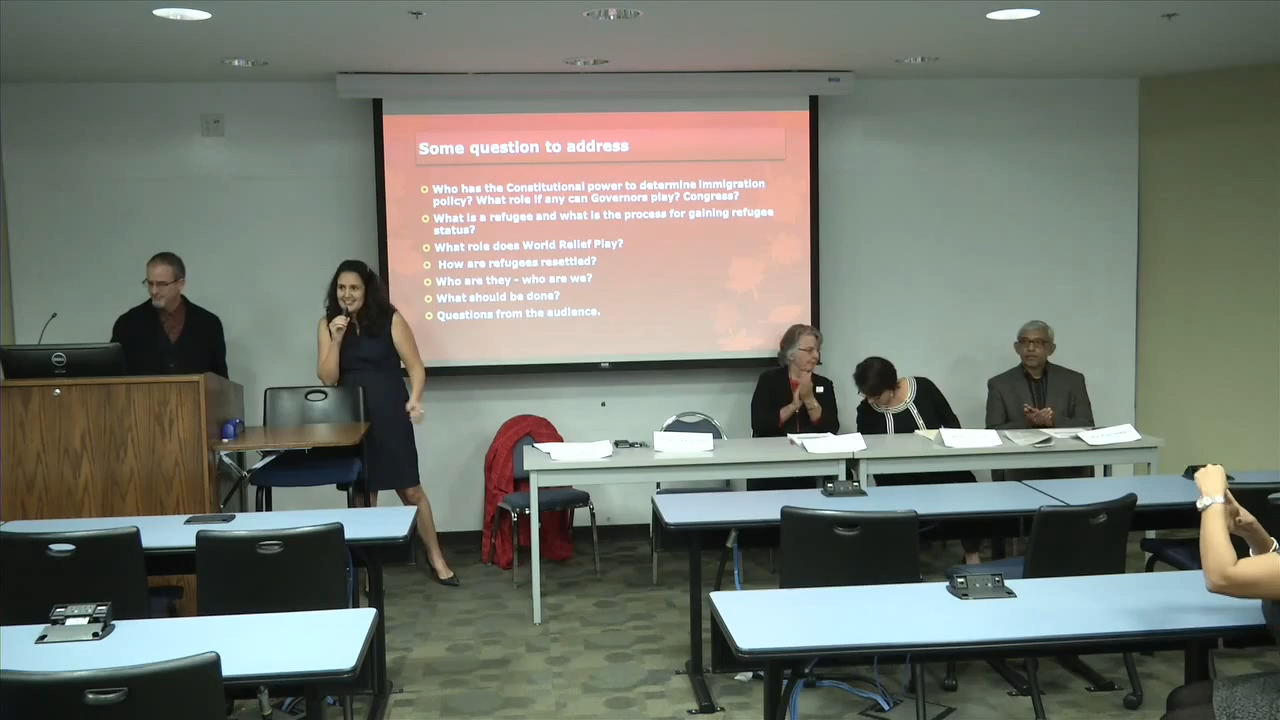 Some question to address
Who has the Constitutional power to determine immigration
policy? What role if any can Governors play? Congress?
What is a refugee and what is the process for gaining refugee
status?
What role does World Relief Play?
How are refugees resettled?
Who are they - who are we?
What should be done?
Questions from the audience.
DELL